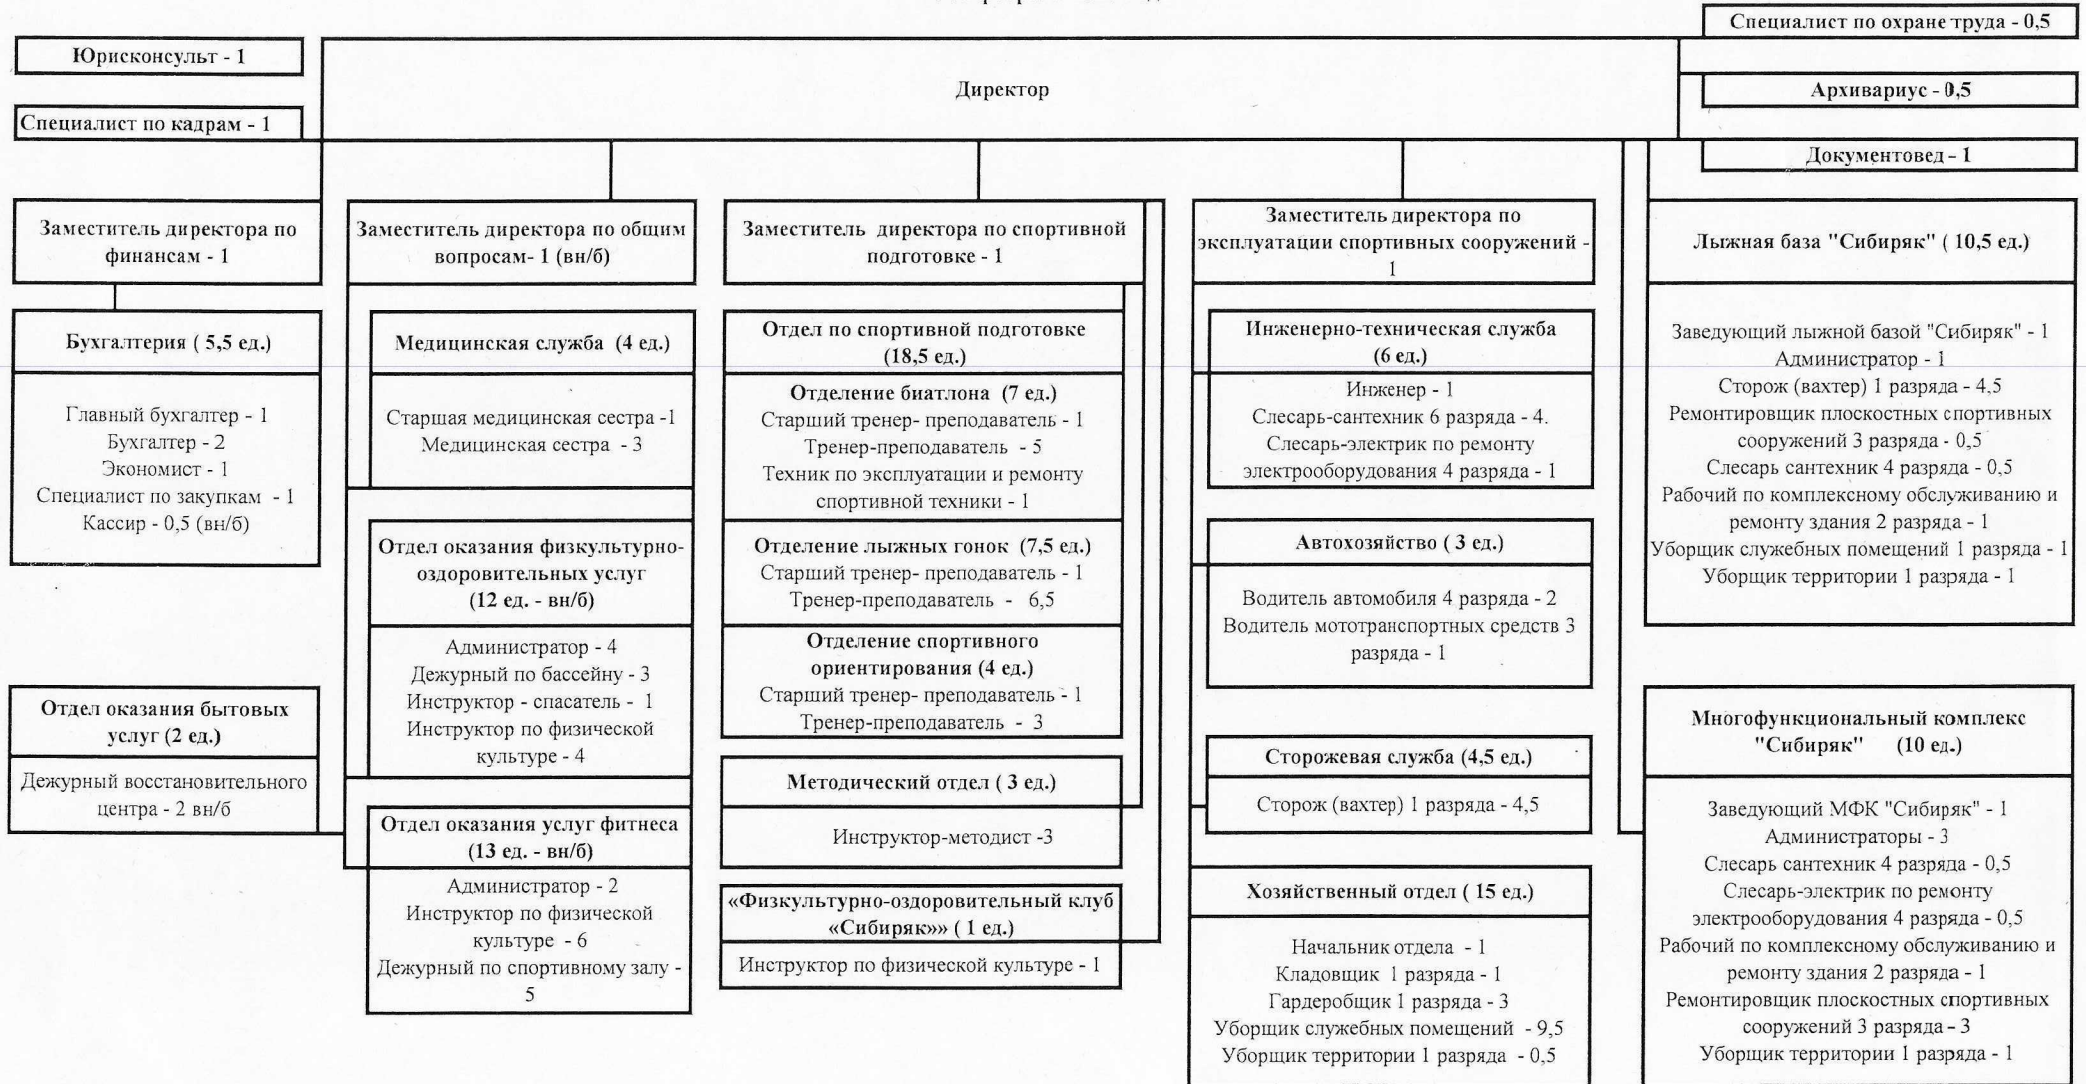 Специалист по охране труда - 0,5
Юрисконсульт - 1
Директор
Архивариус - 0,5
Специалист по кадрам - 1
Документовед - 1
Заместитель директора по
финансам - 1
Бухгалтерия ( 5,5 ед.)
Главный бухгалтер - 1
Бухгалтер - 2
Экономист - 1
Специалист по закупкам - 1
Кассир - 0,5 (вн/б)
Отдел оказания бытовых
услуг (2 ед.)
Дежурный восстановительного
центра - 2 вн/б
Заместитель директора по общим
вопросам- 1 (вн/б)
Медицинская служба (4 ед.)
Старшая медицинская сестра -1
Медицинская сестра - 3
Отдел оказания физкультурно-
оздоровительных услуг
(12 ед. - вн/б)
Администратор - 4
Дежурный по бассейну - 3
Инструктор - спасатель - 1
Инструктор по физической
культуре - 4
Отдел оказания услуг фитнеса
(13 ед. - вн/б)
Администратор - 2
Инструктор по физической
культуре - 6
Дежурный по спортивному залу -
5
Заместитель директора по спортивной
подготовке - 1
Отдел по спортивной подготовке
(18,5 ед.)
Отделение биатлона (7 ед.)
Старший тренер- преподаватель - 1
Тренер-преподаватель - 5
Техник по эксплуатации и ремонту
спортивной техники - 1
Отделение лыжных гонок (7,5 ед.)
Старший тренер- преподаватель - 1
Тренер-преподаватель - 6,5
Отделение спортивного
ориентирования (4 ед.)
Старший тренер- преподаватель - 1
Тренер-преподаватель - 3
Методический отдел ( 3 ед.)
Инструктор-методист -3
«Физкультурно-оздоровительный клуб
«Сибиряк»» ( 1 ед.)
Инструктор по физической культуре - 1
Заместитель директора по
эксплуатации спортивных сооружений -
1
Инженерно-техническая служба
(6 ед.)
Инженер - 1
Слесарь-сантехник 6 разряда - 4.
Слесарь-электрик по ремонту
электрооборудования 4 разряда - 1
Автохозяйство ( 3 ед.)
Водитель автомобиля 4 разряда - 2
Водитель мототранспортных средств 3
разряда - 1
Сторожевая служба (4,5 ед.)
Сторож (вахтер) 1 разряда - 4,5
Хозяйственный отдел ( 15 ед.)
Начальник отдела - 1
Кладовщик 1 разряда - 1
Гардеробщик 1 разряда - 3
Уборщик служебных помещений - 9,5
Уборщик территории 1 разряда - 0,5
Лыжная база "Сибиряк" ( 10,5 ед.)
Заведующий лыжной базой "Сибиряк" - 1
Администратор - 1
Сторож (вахтер) 1 разряда - 4,5
Ремонтировщик плоскостных спортивных
сооружений 3 разряда - 0,5
Слесарь сантехник 4 разряда - 0,5
Рабочий по комплексному обслуживанию и
ремонту здания 2 разряда - 1
Уборщик служебных помещений 1 разряда - 1
Уборщик территории 1 разряда - 1
Многофункциональный комплекс
"Сибиряк" (10 ед.)
Заведующий МФК "Сибиряк" - 1
Администраторы - 3
Слесарь сантехник 4 разряда - 0,5
Слесарь-электрик по ремонту
электрооборудования 4 разряда - 0,5
Рабочий по комплексному обслуживанию и
ремонту здания 2 разряда - 1
Ремонтировщик плоскостных спортивных
сооружений 3 разряда - 3
Уборщик территории 1 разряда - 1